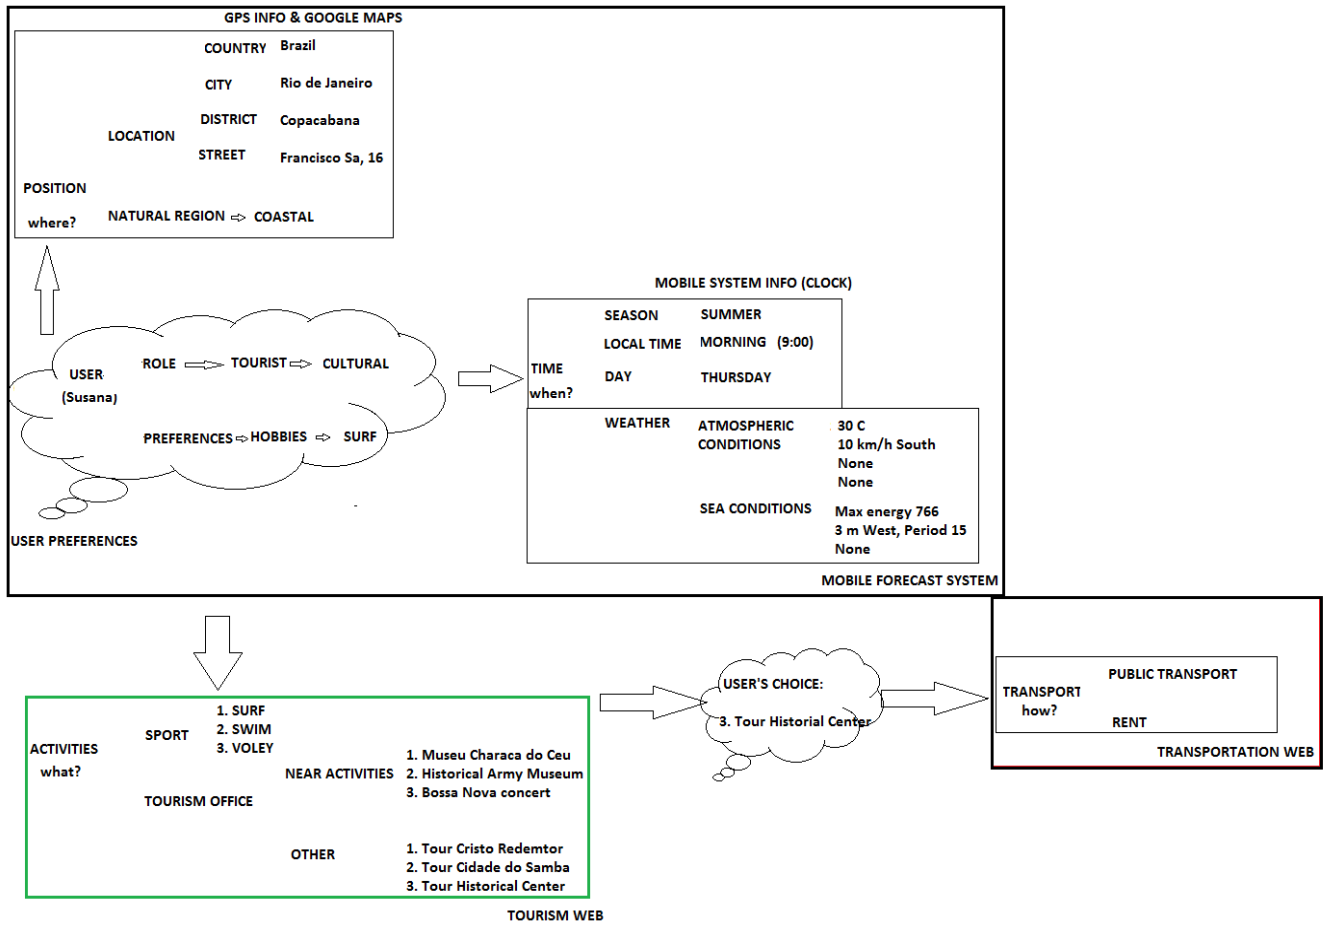 GPS INFO & GOOGLE MAPS
COUNTRY Brazil
CITY Rio de Janeiro
DISTRICT Copacabana
LOCATION
STREET Francisco Sa, 16
POSITION
where?
NATURAL REGION COASTAL
MOBILE SYSTEM INFO (CLOCK)
SEASON SUMMER
LOCAL TIME MORNING (9:00)
TIME
when?
DAY THURSDAY
WEATHER ATMOSPHERIC CONDITIONS
30 C
10 km/h South
None
None
SEA CONDITIONS
Max energy 766
3 m West, Period 15
None
MOBILE FORECAST SYSTEM
ROLE TOURIST CULTURAL
USER
(Susana)
PREFERENCES HOBBIES SURF
USER PREFERENCES
ACTIVITIES
what?
SPORT
1. SURF
2. SWIM
3. VOLEY
TOURISM OFFICE
NEAR ACTIVITIES
1. Museu Characa do Ceu
2. Historical Army Museum
3. Bossa Nova concert
OTHER
1. Tour Cristo Redemtor
2. Tour Cidade do Samba
3. Tour Historical Center
TOURISM WEB
USER'S CHOICE:
3. Tour Historial Center
TRANSPORT
how?
PUBLIC TRANSPORT
RENT
TRANSPORTATION WEB